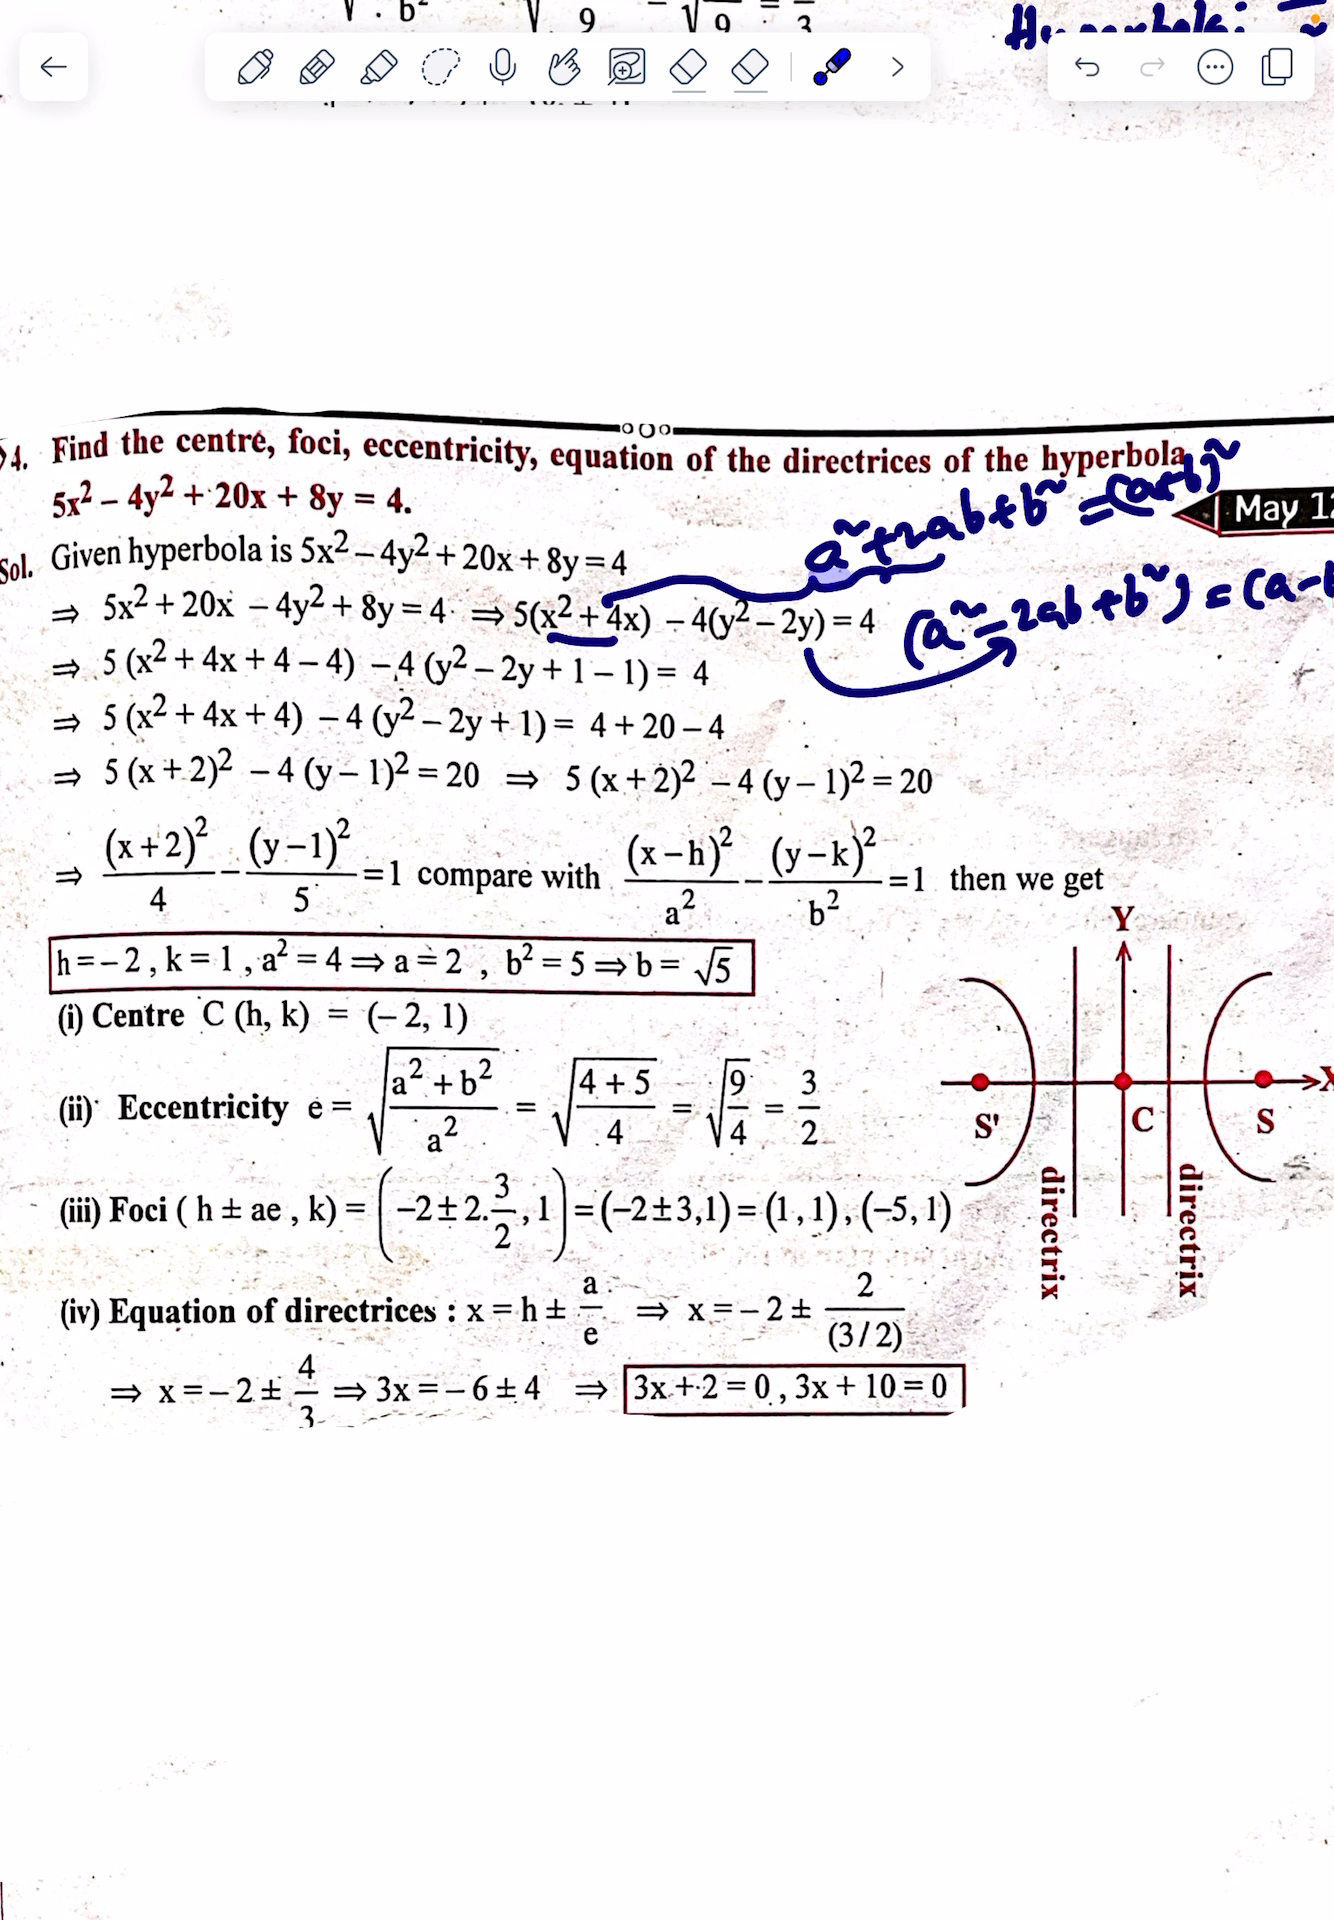 4. Find the centre, foci, eccentricity, equation of the directrices of the hyperbola
5x² – 4y² + 20x + 8y = 4.
a² + 2ab + b² = (a+b)²
May 1
Sol. Given hyperbola is 5x² – 4y² + 20x + 8y = 4
⇒ 5x² + 20x – 4y² + 8y = 4 ⇒ 5(x² + 4x) – 4(y² – 2y) = 4
(a² – 2ab + b²) = (a–
⇒ 5 (x² + 4x + 4 – 4) – 4 (y² – 2y + 1 – 1) = 4
⇒ 5 (x² + 4x + 4) – 4 (y² – 2y + 1) = 4 + 20 – 4
⇒ 5 (x + 2)² – 4 (y – 1)² = 20 ⇒ 5 (x + 2)² – 4 (y – 1)² = 20
⇒ (x+2)²/4 – (y–1)²/5 = 1 compare with (x–h)²/a² – (y–k)²/b² = 1 then we get
h = – 2 , k = 1 , a² = 4 ⇒ a = 2 , b² = 5 ⇒ b = √5
(i) Centre C (h, k) = (– 2, 1)
(ii) Eccentricity e = √((a² + b²)/a²) = √((4 + 5)/4) = √(9/4) = 3/2
(iii) Foci ( h ± ae , k) = (–2 ± 2.3/2 , 1) = (–2±3,1) = (1 , 1), (–5, 1)
(iv) Equation of directrices : x = h ± a/e ⇒ x = – 2 ± 2/(3/2)
⇒ x = – 2 ± 4/3 ⇒ 3x = – 6 ± 4 ⇒ 3x + 2 = 0 , 3x + 10 = 0
Y
X
S'
C
S
directrix
directrix